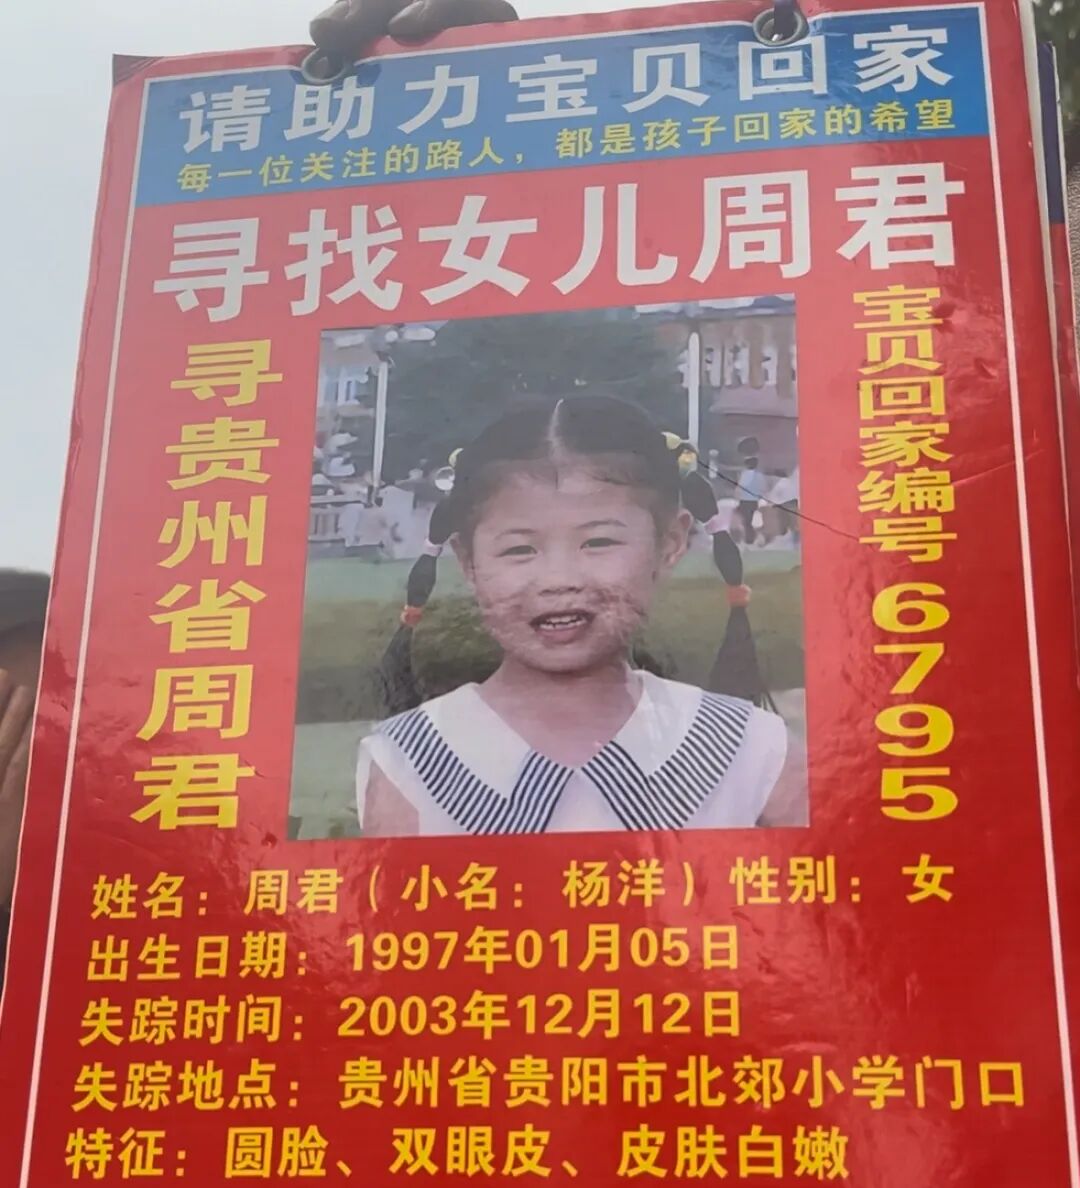 请助力宝贝回家
每一位关注的路人，都是孩子回家的希望
寻找女儿周君
寻贵州省周君
宝贝回家编号6795
姓名：周君（小名：杨洋）性别：女
出生日期：1997年01月05日
失踪时间：2003年12月12日
失踪地点：贵州省贵阳市北郊小学门口
特征：圆脸、双眼皮、皮肤白嫩